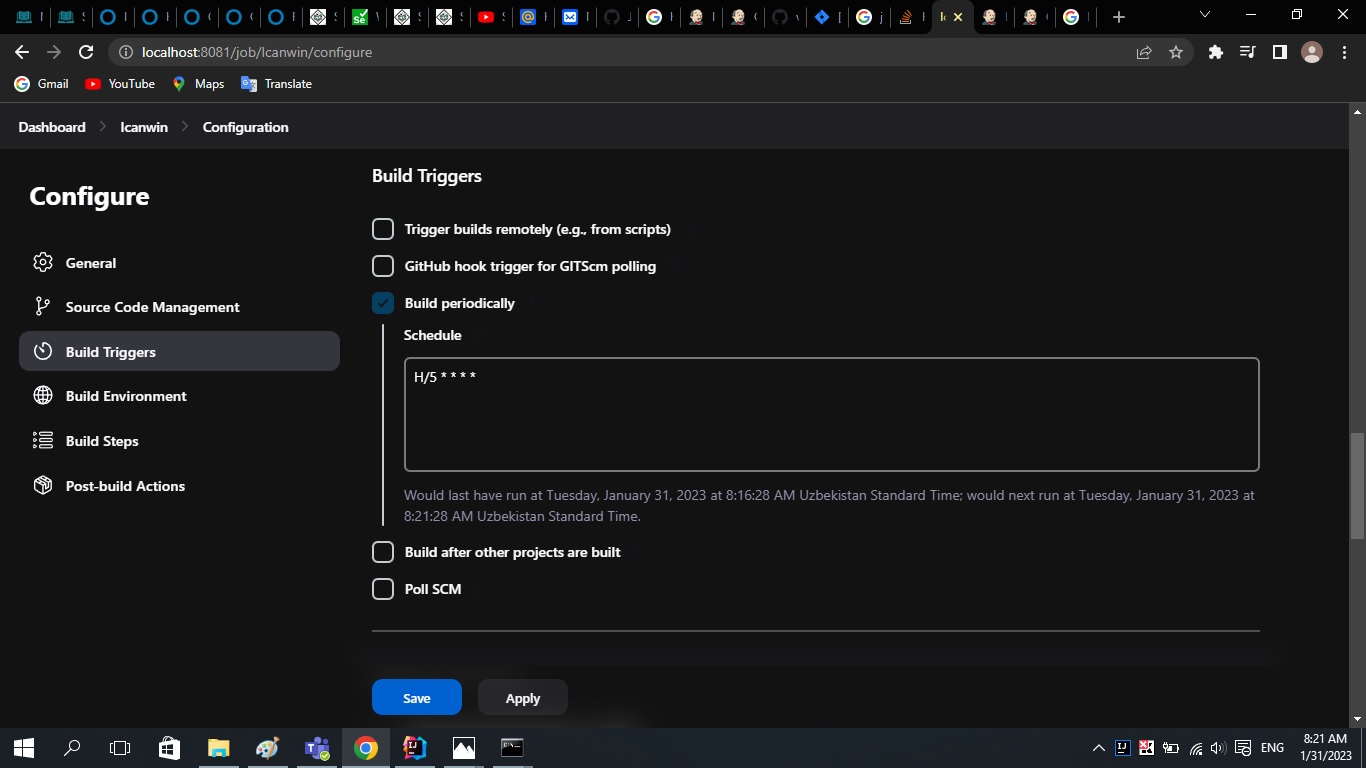 localhost:8081/job/Icanwin/configure
Gmail
YouTube
Maps
Translate
Dashboard
Icanwin
Configuration
Configure
General
Source Code Management
Build Triggers
Build Environment
Build Steps
Post-build Actions
Build Triggers
Trigger builds remotely (e.g., from scripts)
GitHub hook trigger for GITScm polling
Build periodically
Schedule
H/5 * * * *
Would last have run at Tuesday, January 31, 2023 at 8:16:28 AM Uzbekistan Standard Time; would next run at Tuesday, January 31, 2023 at
8:21:28 AM Uzbekistan Standard Time.
Build after other projects are built
Poll SCM
Save
Apply
ENG
8:21 AM
1/31/2023